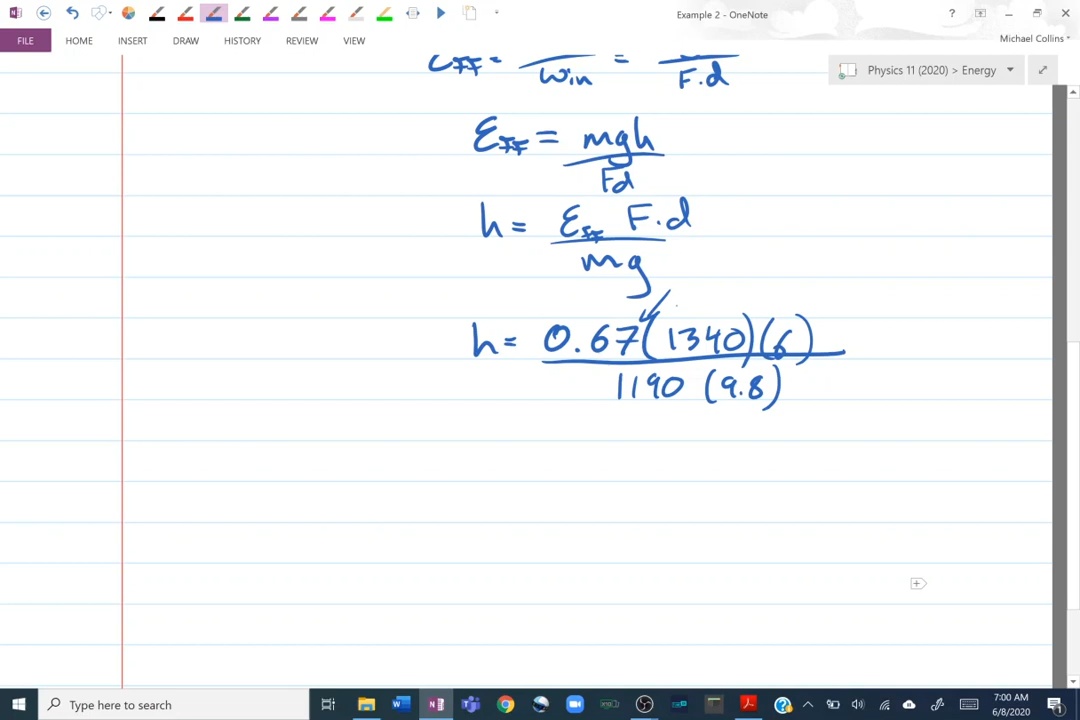 Example 2 - OneNote
?
Michael Collins
FILE HOME INSERT DRAW HISTORY REVIEW VIEW
Physics 11 (2020) > Energy
Eff = Win = F.d
Eff = mgh
Fd
h = Eff F.d
mg
h = 0.67(1340)(6)
1190 (9.8)
Type here to search
7:00 AM
6/8/2020